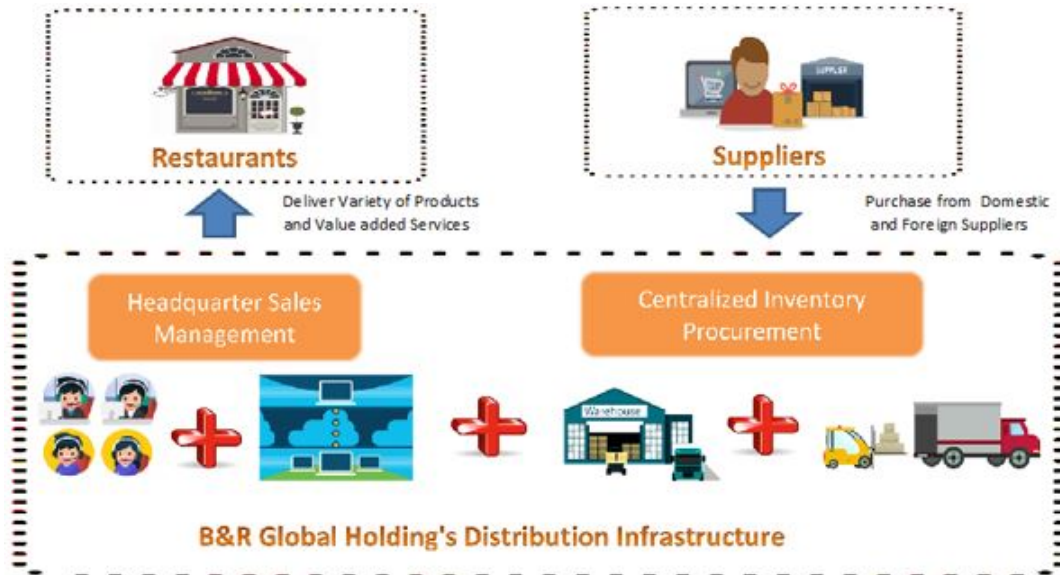 Restaurants
Suppliers
SUPPLIER
Deliver Variety of Products
and Value added Services
Purchase from Domestic
and Foreign Suppliers
Headquarter Sales
Management
Centralized Inventory
Procurement
Warehouse
B&R Global Holding's Distribution Infrastructure